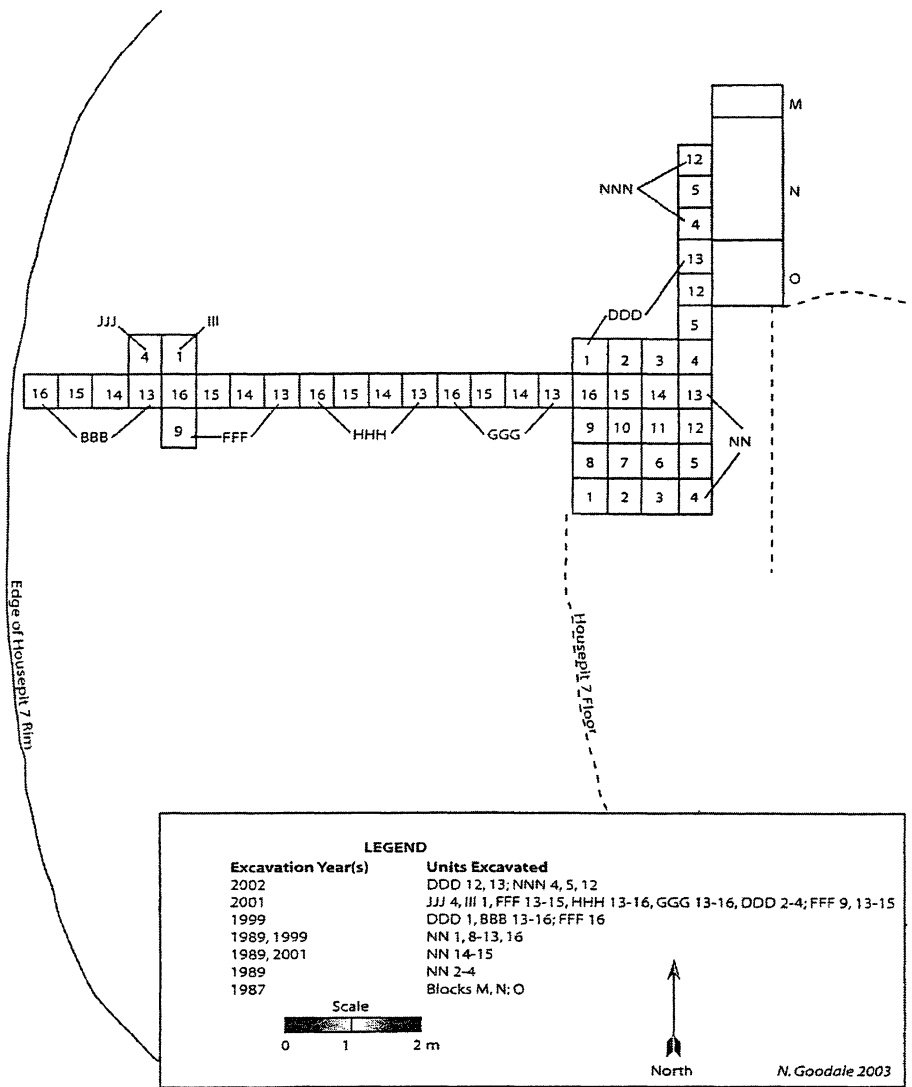 M
12
NNN
5
N
4
13
O
12
DDD
5
JJJ
III
4 1
1 2 3 4
16 15 14 13 16 15 14 13 16 15 14 13 16 15 14 13 16 15 14 13
BBB
9
FFF
HHH
GGG
9 10 11 12
NN
8 7 6 5
1 2 3 4
Edge of Housepit 7 Rim
Housepit 7 Floor
LEGEND
Excavation Year(s) Units Excavated
2002 DDD 12, 13; NNN 4, 5, 12
2001 JJJ 4, III 1, FFF 13-15, HHH 13-16, GGG 13-16, DDD 2-4; FFF 9, 13-15
1999 DDD 1, BBB 13-16; FFF 16
1989, 1999 NN 1, 8-13, 16
1989, 2001 NN 14-15
1989 NN 2-4
1987 Blocks M, N; O
Scale
0 1 2 m
North
N. Goodale 2003